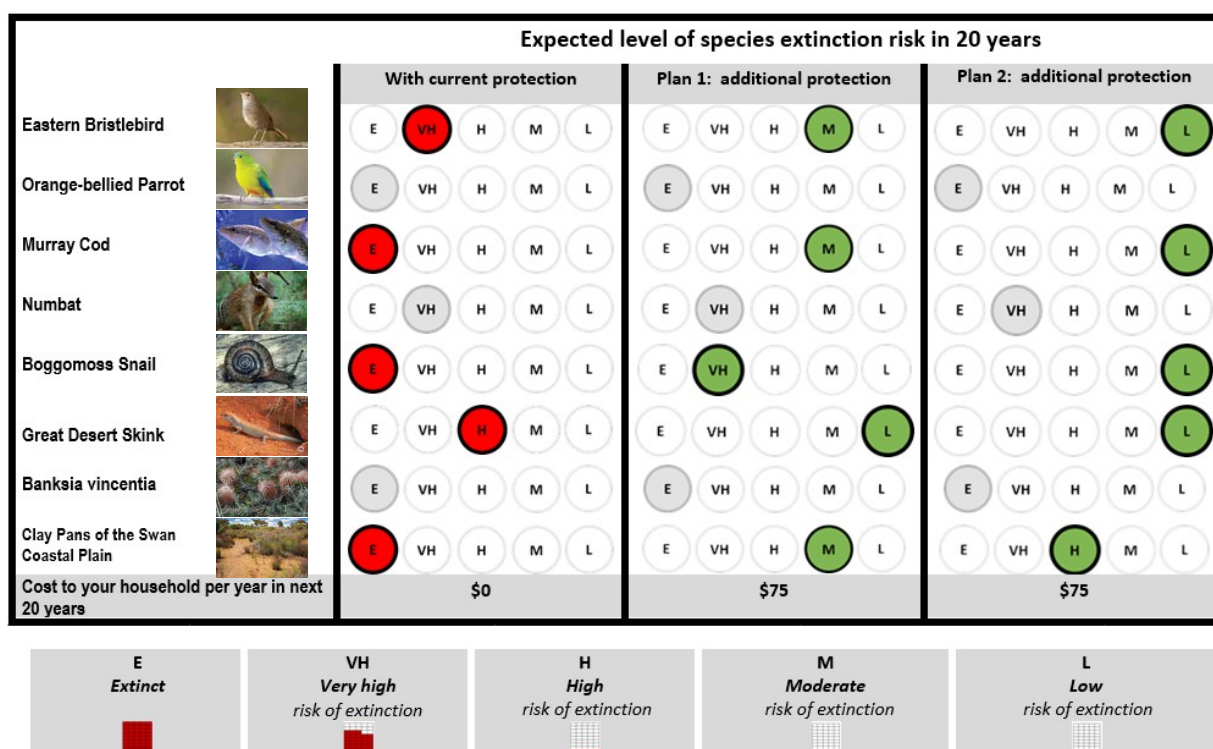 Expected level of species extinction risk in 20 years
With current protection Plan 1: additional protection Plan 2: additional protection
Eastern Bristlebird E VH H M L E VH H M L E VH H M L
Orange-bellied Parrot E VH H M L E VH H M L E VH H M L
Murray Cod E VH H M L E VH H M L E VH H M L
Numbat E VH H M L E VH H M L E VH H M L
Boggomoss Snail E VH H M L E VH H M L E VH H M L
Great Desert Skink E VH H M L E VH H M L E VH H M L
Banksia vincentia E VH H M L E VH H M L E VH H M L
Clay Pans of the Swan
Coastal Plain E VH H M L E VH H M L E VH H M L
Cost to your household per year in next
20 years $0 $75 $75
E VH H M L
Extinct Very high High Moderate Low
risk of extinction risk of extinction risk of extinction risk of extinction